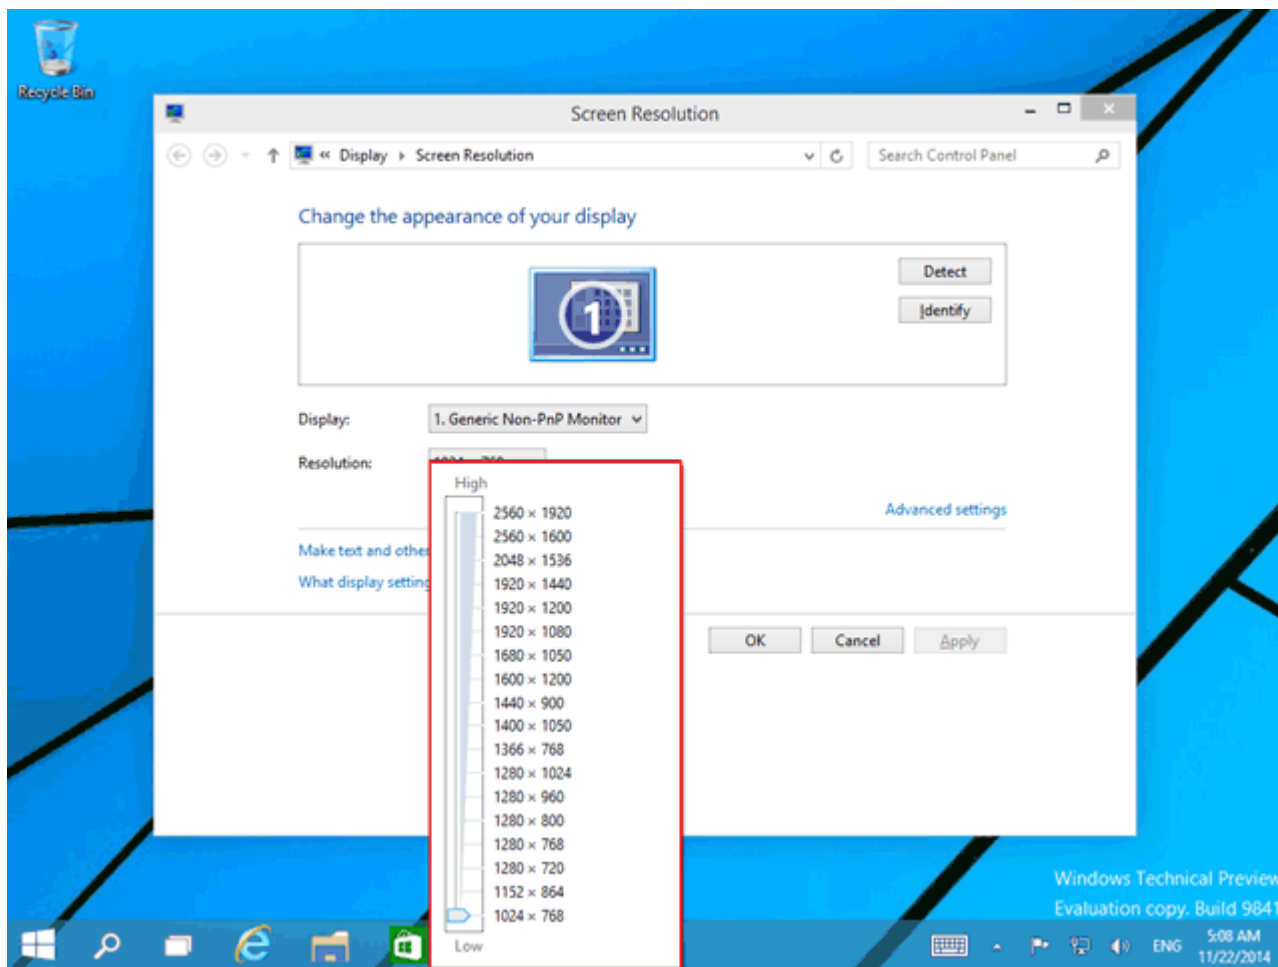 Recycle Bin
Screen Resolution
« Display › Screen Resolution
Search Control Panel
Change the appearance of your display
1
Detect
Identify
Display:
1. Generic Non-PnP Monitor
Resolution:
High
2560 × 1920
2560 × 1600
2048 × 1536
1920 × 1440
1920 × 1200
1920 × 1080
1680 × 1050
1600 × 1200
1440 × 900
1400 × 1050
1366 × 768
1280 × 1024
1280 × 960
1280 × 800
1280 × 768
1280 × 720
1152 × 864
1024 × 768
Low
Advanced settings
Make text and other
What display setting
OK
Cancel
Apply
Windows Technical Preview
Evaluation copy. Build 9841
ENG
5:08 AM
11/22/2014